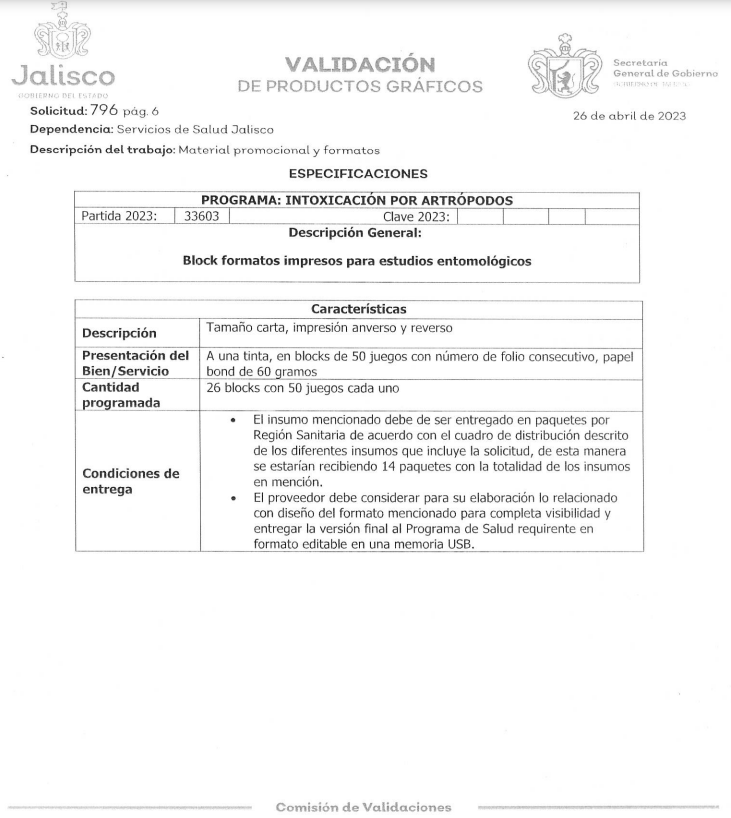 Jalisco
GOBIERNO DEL ESTADO
VALIDACIÓN
DE PRODUCTOS GRÁFICOS
Secretaría
General de Gobierno
Solicitud: 796 pág. 6
26 de abril de 2023
Dependencia: Servicios de Salud Jalisco
Descripción del trabajo: Material promocional y formatos
ESPECIFICACIONES
PROGRAMA: INTOXICACIÓN POR ARTRÓPODOS
Partida 2023: 33603 Clave 2023:
Descripción General:
Block formatos impresos para estudios entomológicos
Características
Descripción
Tamaño carta, impresión anverso y reverso
Presentación del
Bien/Servicio
A una tinta, en blocks de 50 juegos con número de folio consecutivo, papel
bond de 60 gramos
Cantidad
programada
26 blocks con 50 juegos cada uno
Condiciones de
entrega
• El insumo mencionado debe de ser entregado en paquetes por
Región Sanitaria de acuerdo con el cuadro de distribución descrito
de los diferentes insumos que incluye la solicitud, de esta manera
se estarían recibiendo 14 paquetes con la totalidad de los insumos
en mención.
• El proveedor debe considerar para su elaboración lo relacionado
con diseño del formato mencionado para completa visibilidad y
entregar la versión final al Programa de Salud requirente en
formato editable en una memoria USB.
Comisión de Validaciones